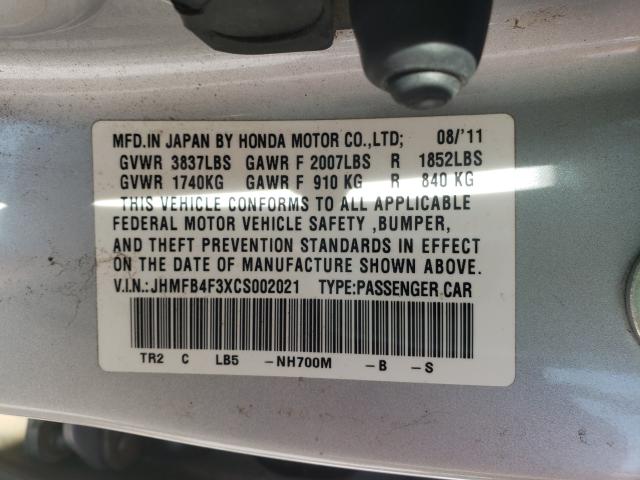 MFD.IN JAPAN BY HONDA MOTOR CO.,LTD; 08/'11
GVWR 3837LBS GAWR F 2007LBS R 1852LBS
GVWR 1740KG GAWR F 910 KG R 840 KG
THIS VEHICLE CONFORMS TO ALL APPLICABLE
FEDERAL MOTOR VEHICLE SAFETY ,BUMPER,
AND THEFT PREVENTION STANDARDS IN EFFECT
ON THE DATE OF MANUFACTURE SHOWN ABOVE.
V.I.N.:JHMFB4F3XCS002021 TYPE:PASSENGER CAR
TR2 C LB5 -NH700M -B -S